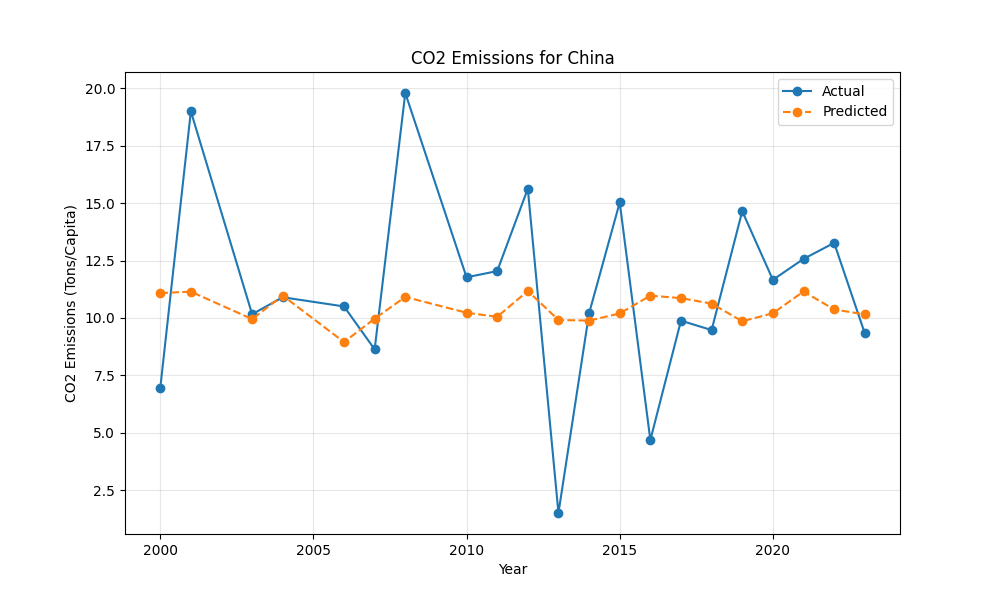 CO2 Emissions for China
Actual
Predicted
CO2 Emissions (Tons/Capita)
20.0
17.5
15.0
12.5
10.0
7.5
5.0
2.5
2000 2005 2010 2015 2020
Year